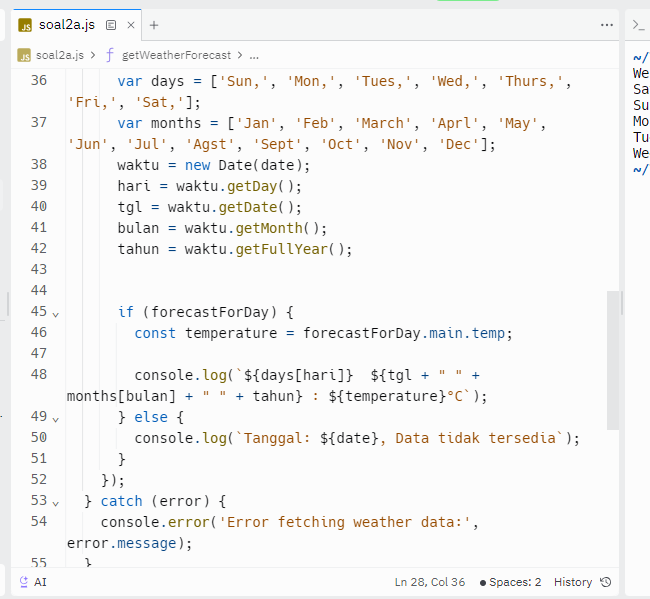 soal2a.js
soal2a.js > getWeatherForecast > ...
36 var days = ['Sun,', 'Mon,', 'Tues,', 'Wed,', 'Thurs,',
'Fri,', 'Sat,'];
37 var months = ['Jan', 'Feb', 'March', 'Aprl', 'May',
'Jun', 'Jul', 'Agst', 'Sept', 'Oct', 'Nov', 'Dec'];
38 waktu = new Date(date);
39 hari = waktu.getDay();
40 tgl = waktu.getDate();
41 bulan = waktu.getMonth();
42 tahun = waktu.getFullYear();
43
44
45 if (forecastForDay) {
46 const temperature = forecastForDay.main.temp;
47
48 console.log(`${days[hari]}  ${tgl + " " +
months[bulan] + " " + tahun} : ${temperature}°C`);
49 } else {
50 console.log(`Tanggal: ${date}, Data tidak tersedia`);
51 }
52 });
53 } catch (error) {
54 console.error('Error fetching weather data:',
error.message);
55 }
AI
Ln 28, Col 36
Spaces: 2
History
~/
We
Sa
Su
Mo
Tu
We
~/